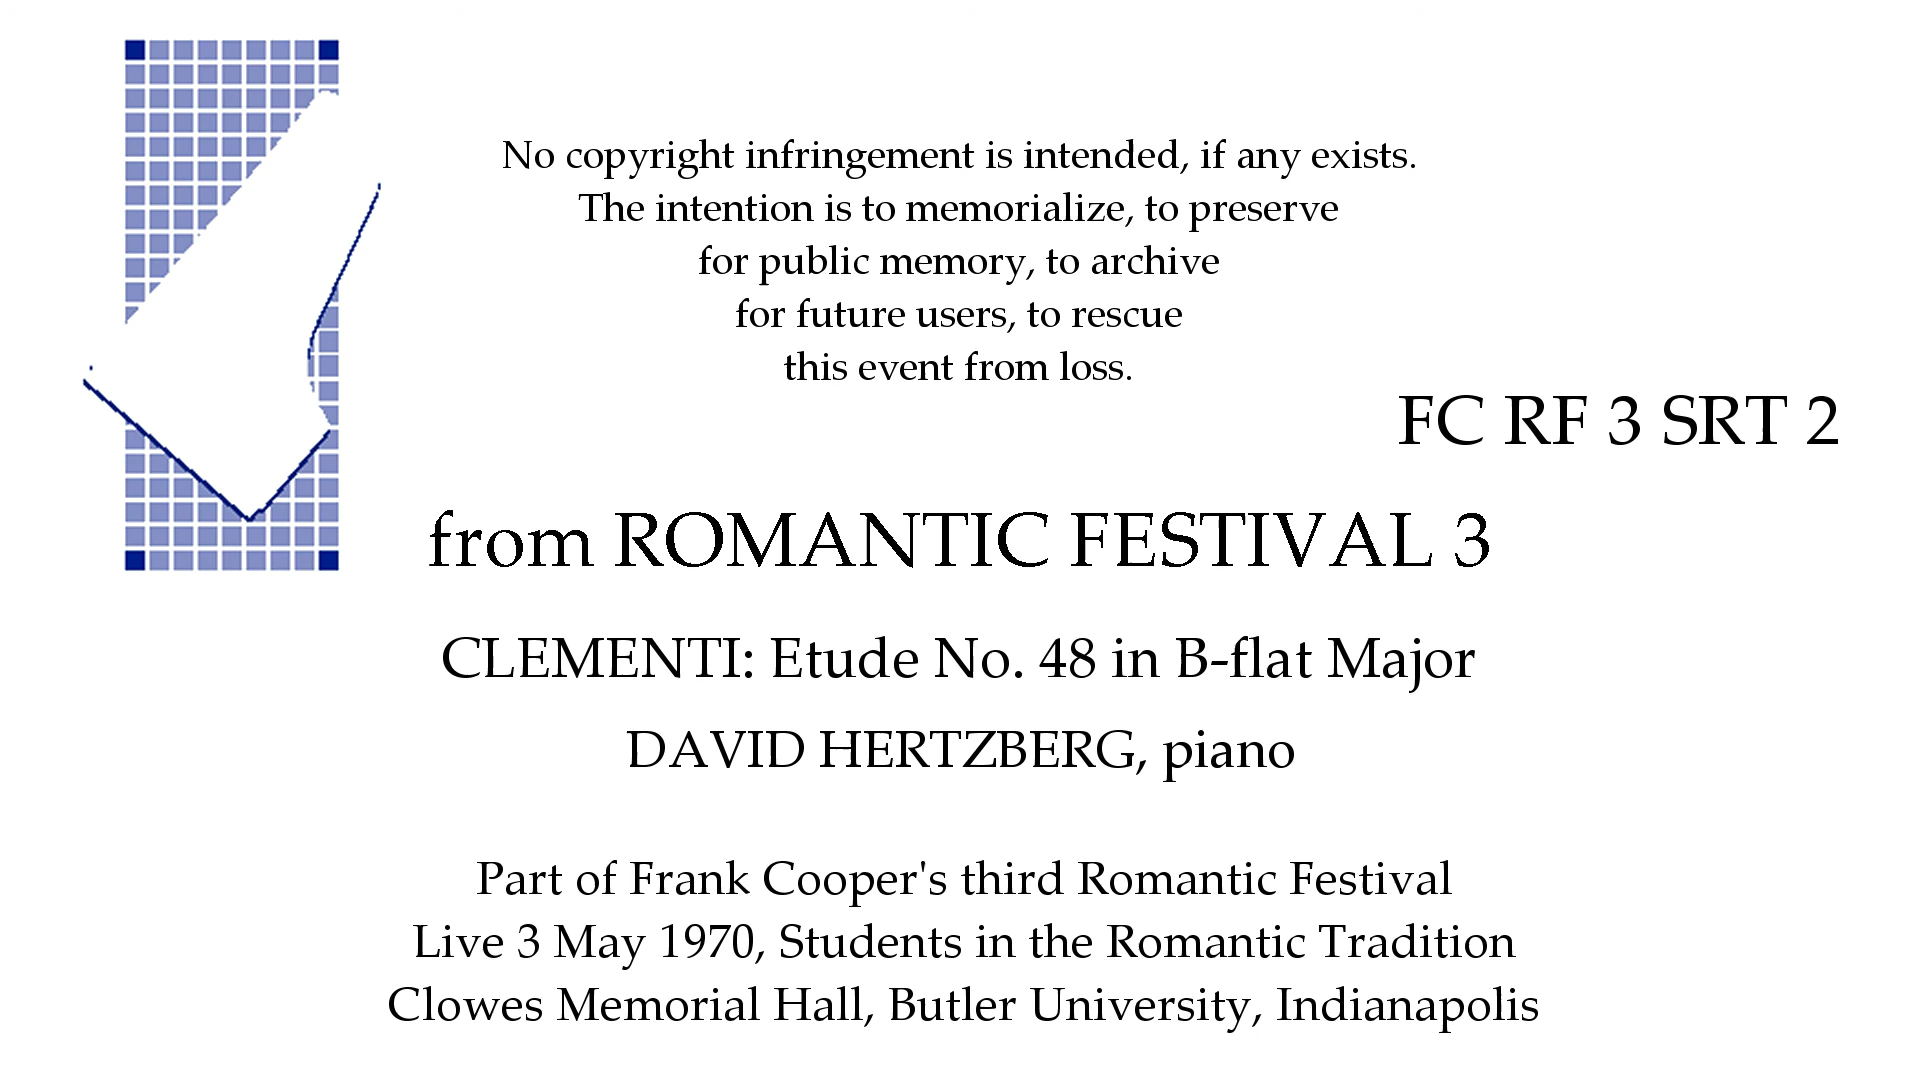 No copyright infringement is intended, if any exists.
The intention is to memorialize, to preserve
for public memory, to archive
for future users, to rescue
this event from loss.
FC RF 3 SRT 2
from ROMANTIC FESTIVAL 3
CLEMENTI: Etude No. 48 in B-flat Major
DAVID HERTZBERG, piano
Part of Frank Cooper's third Romantic Festival
Live 3 May 1970, Students in the Romantic Tradition
Clowes Memorial Hall, Butler University, Indianapolis